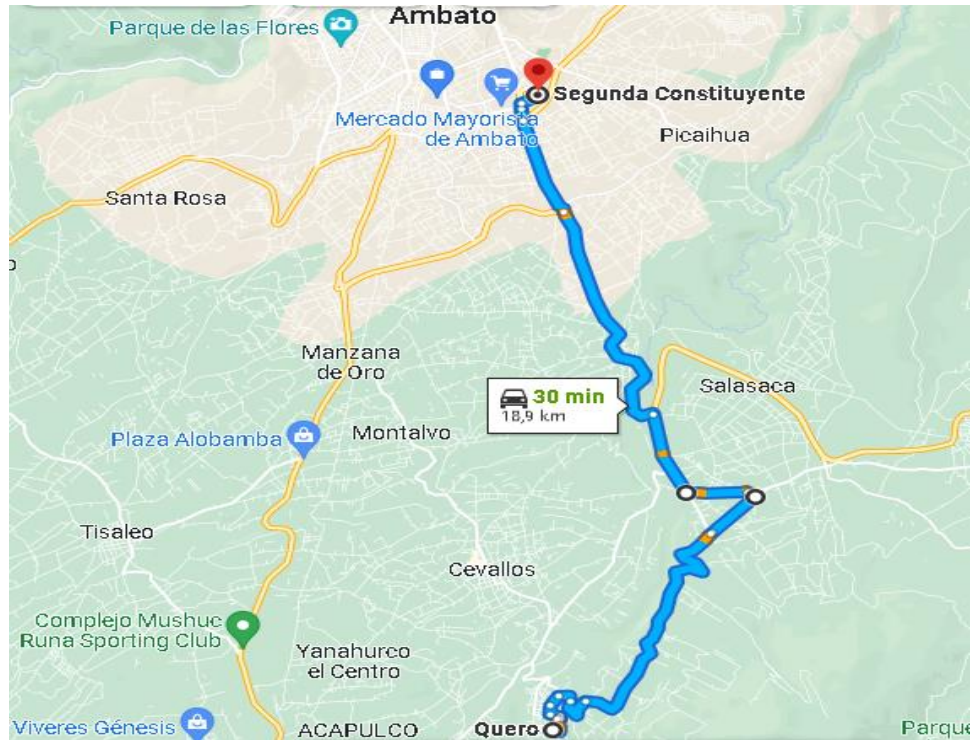 Ambato
Parque de las Flores
Segunda Constituyente
Mercado Mayorista
de Ambato
Picaihua
Santa Rosa
Manzana
de Oro
30 min
18,9 km
Salasaca
Plaza Alobamba
Montalvo
Tisaleo
Cevallos
Complejo Mushuc
Runa Sporting Club
Yanahurco
el Centro
Viveres Génesis
ACAPULCO
Quero
Parque